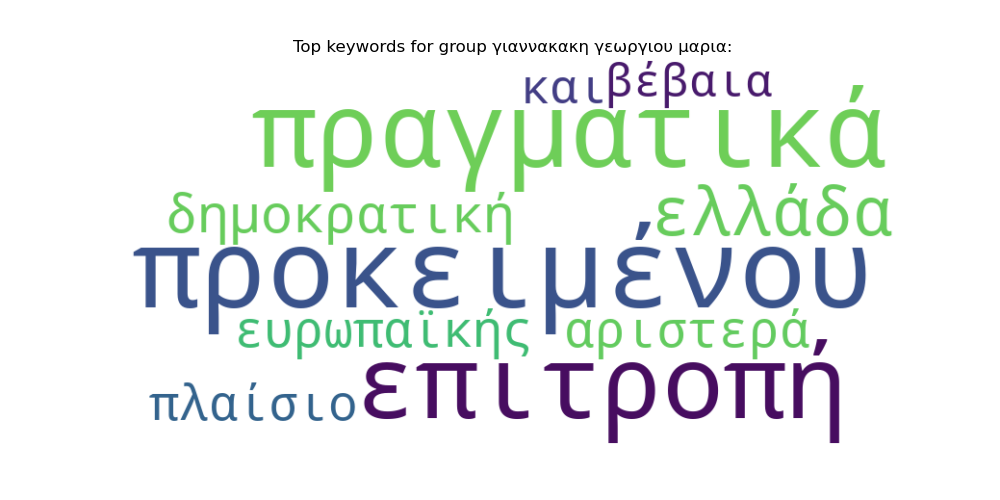 Top keywords for group γιαννακακη γεωργιου μαρια:
και βέβαια
πραγματικά
δημοκρατική ελλάδα
προκειμένου
ευρωπαϊκής αριστερά
πλαίσιο επιτροπή